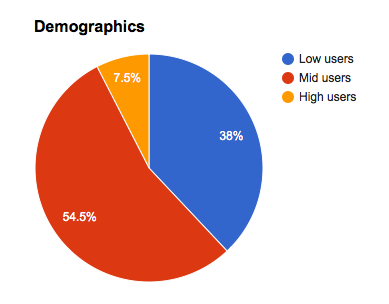 Demographics
Low users
Mid users
High users
7.5%
38%
54.5%